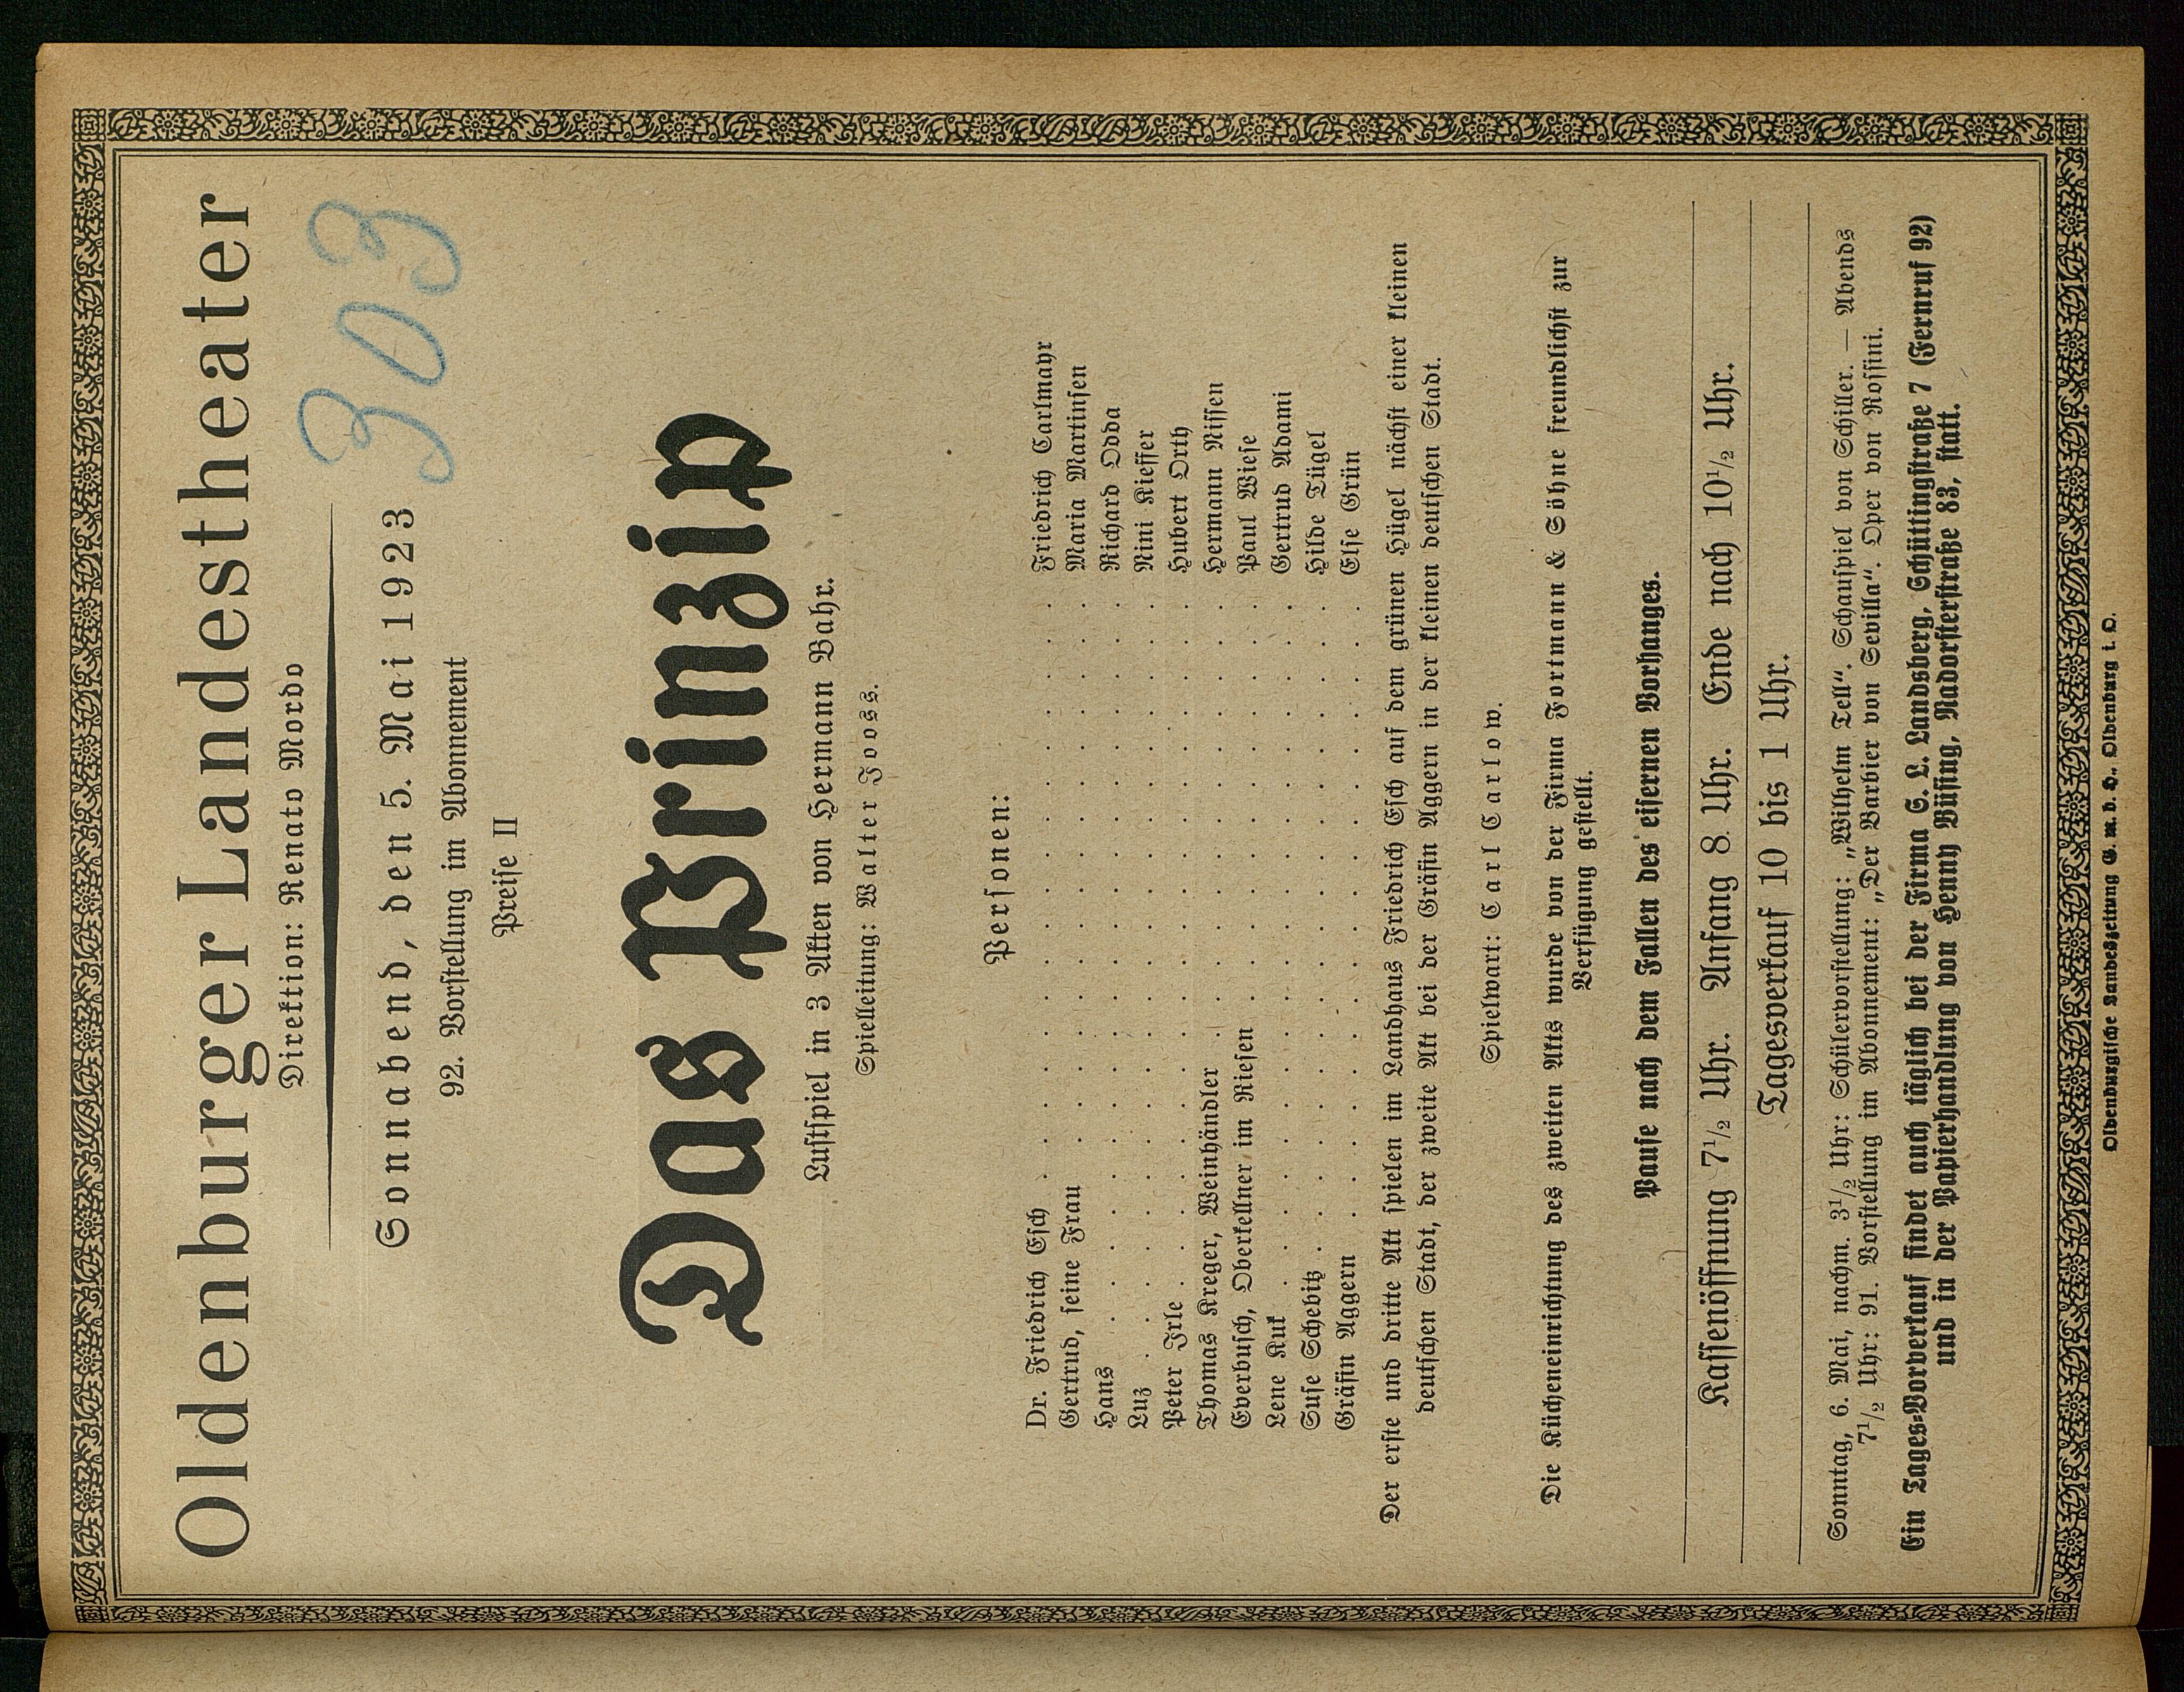 Oldenburger Landestheater
Direktion: Renato Mordo
303
Sonnabend, den 5. Mai 1923
92. Vorstellung im Abonnement
Preise II
Das Prinzip
Lustspiel in 3 Akten von Hermann Bahr.
Spielleitung: Walter Jooss.
Personen:
Dr. Friedrich Esch . . . . . . . . . . . . . . . . . Friedrich Carlmayr
Gertrud, seine Frau . . . . . . . . . . . . . . . . . Maria Martinsen
Hans . . . . . . . . . . . . . . . . . . . . . Richard Odda
Luz . . . . . . . . . . . . . . . . . . . . . . Nini Kieffer
Peter Irle . . . . . . . . . . . . . . . . . . . . Hubert Orth
Thomas Kreger, Weinhändler . . . . . . . . . . . . . Hermann Nissen
Everbusch, Oberkellner im Riesen . . . . . . . . . . . . Paul Wiese
Lene Kuk . . . . . . . . . . . . . . . . . . . . Gertrud Adami
Suse Schebitz . . . . . . . . . . . . . . . . . . . Hilde Tügel
Gräfin Aggern . . . . . . . . . . . . . . . . . . . Else Grün
Der erste und dritte Akt spielen im Landhaus Friedrich Esch auf dem grünen Hügel nächst einer kleinen
deutschen Stadt, der zweite Akt bei der Gräfin Aggern in der kleinen deutschen Stadt.
Spielwart: Carl Carlow.
Die Kücheneinrichtung des zweiten Akts wurde von der Firma Fortmann & Söhne freundlichst zur
Verfügung gestellt.
Pause nach dem Fallen des eisernen Vorhanges.
Kassenöffnung 7½ Uhr. Anfang 8 Uhr. Ende nach 10½ Uhr.
Tagesverkauf 10 bis 1 Uhr.
Sonntag, 6. Mai, nachm. 3½ Uhr: Schülervorstellung: „Wilhelm Tell“. Schauspiel von Schiller. — Abends
7½ Uhr: 91. Vorstellung im Abonnement: „Der Barbier von Sevilla“. Oper von Rossini.
Ein Tages-Vorverkauf findet auch täglich bei der Firma S. L. Landsberg, Schüttingstraße 7 (Fernruf 92)
und in der Papierhandlung von Henny Büsing, Nadorsterstraße 83, statt.
Oldenburgische Landeszeitung G. m. b. H., Oldenburg i. O.